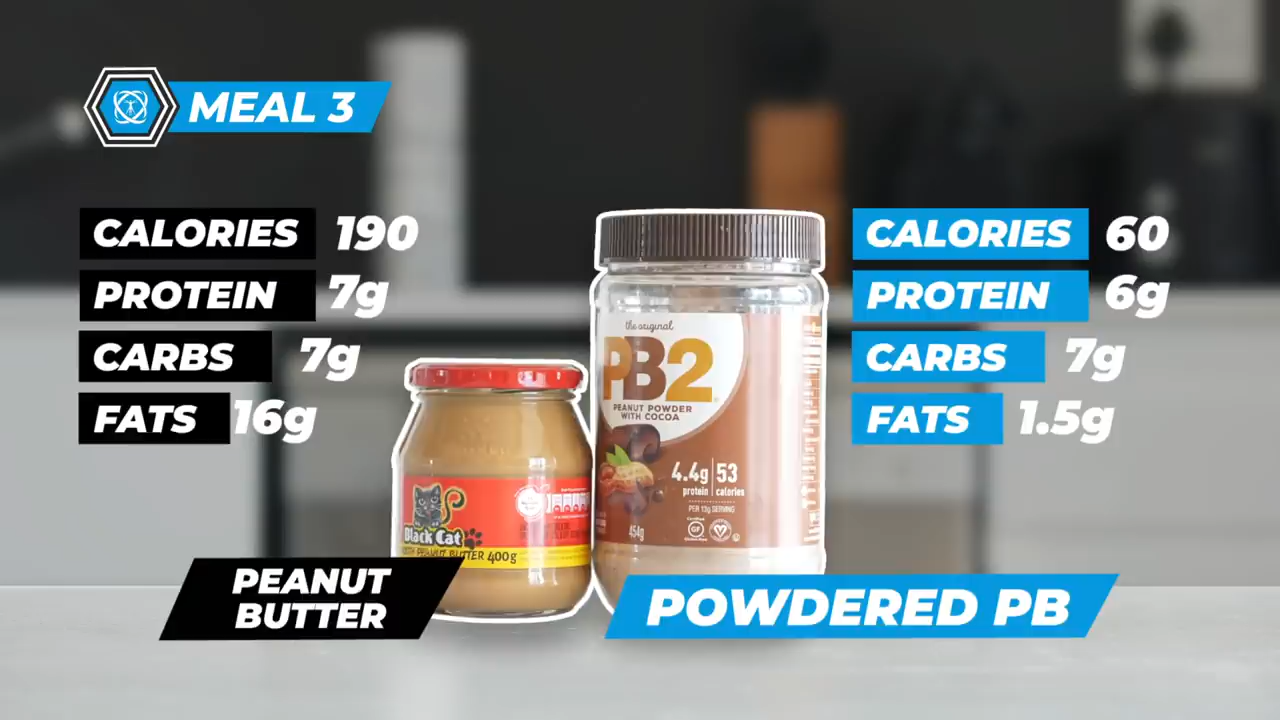 MEAL 3
CALORIES 190
PROTEIN 7g
CARBS 7g
FATS 16g
CALORIES 60
PROTEIN 6g
CARBS 7g
FATS 1.5g
the original
PB2
PEANUT POWDER
WITH COCOA
4.4g 53
protein calories
PER 13g SERVING
Certified
GF
454g
Black Cat
PEANUT BUTTER 400g
PEANUT
BUTTER
POWDERED PB